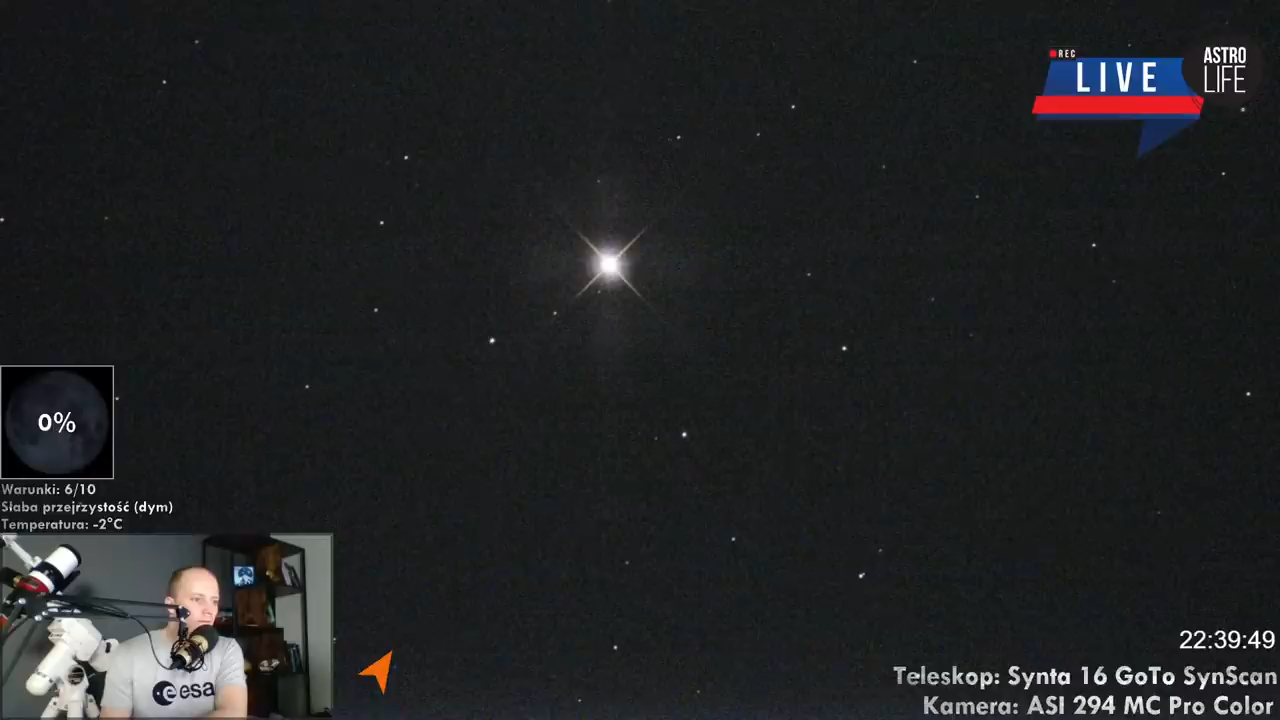 REC
LIVE
ASTRO
LIFE
0%
Warunki: 6/10
Słaba przejrzystość (dym)
Temperatura: -2°C
esa
22:39:49
Teleskop: Synta 16 GoTo SynScan
Kamera: ASI 294 MC Pro Color